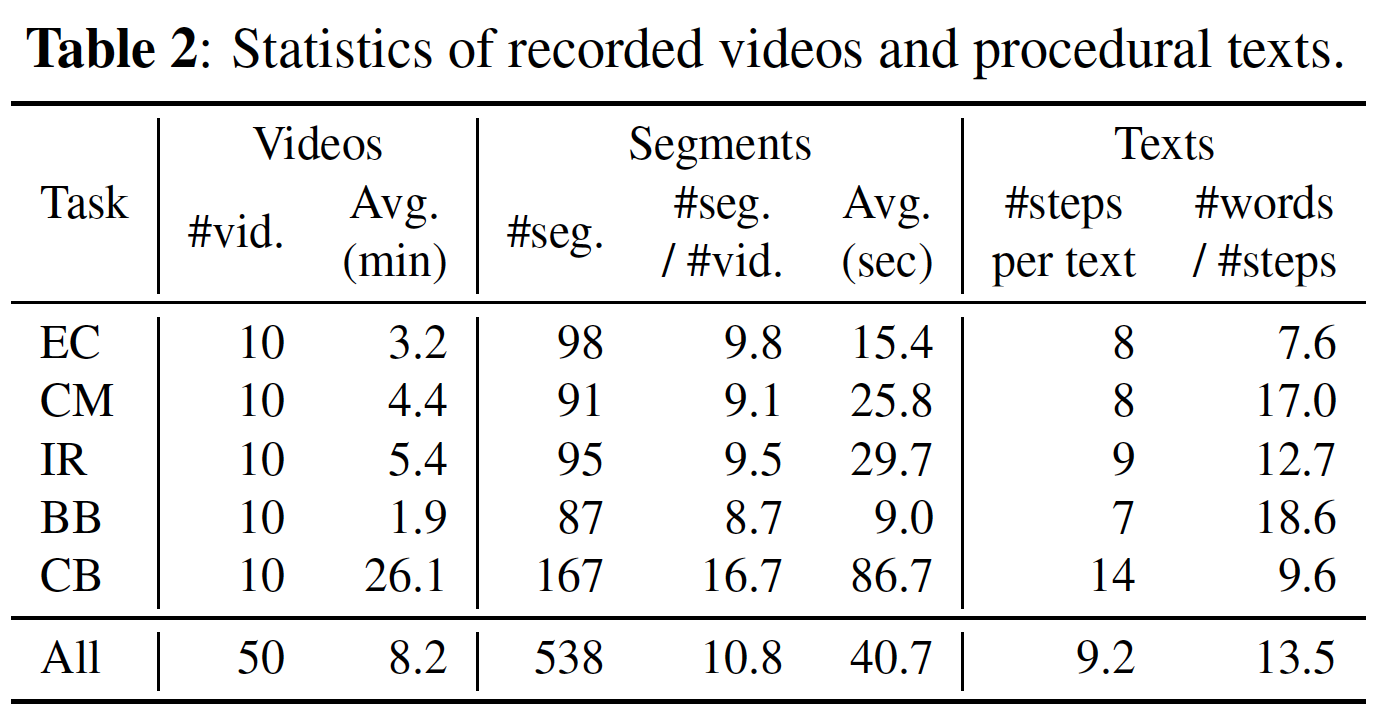 Table 2: Statistics of recorded videos and procedural texts.
Videos Segments Texts
Task #vid. Avg. (min) #seg. #seg. / #vid. Avg. (sec) #steps per text #words / #steps
EC 10 3.2 98 9.8 15.4 8 7.6
CM 10 4.4 91 9.1 25.8 8 17.0
IR 10 5.4 95 9.5 29.7 9 12.7
BB 10 1.9 87 8.7 9.0 7 18.6
CB 10 26.1 167 16.7 86.7 14 9.6
All 50 8.2 538 10.8 40.7 9.2 13.5